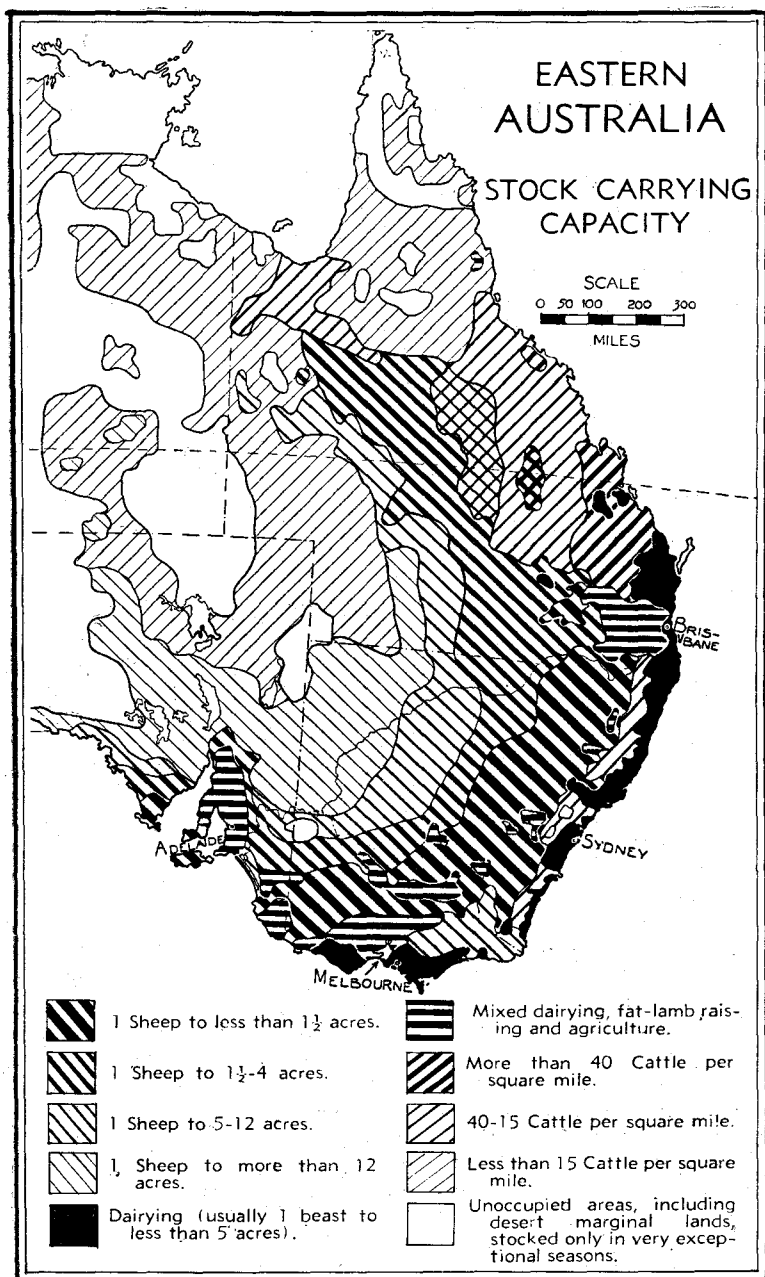 EASTERN
AUSTRALIA
STOCK CARRYING
CAPACITY
SCALE
0 50 100 200 300
MILES
BRIS-
BANE
SYDNEY
ADELAIDE
MELBOURNE
1 Sheep to less than 1½ acres.
1 Sheep to 1½-4 acres.
1 Sheep to 5-12 acres.
1 Sheep to more than 12
acres.
Dairying (usually 1 beast to
less than 5 acres).
Mixed dairying, fat-lamb rais-
ing and agriculture.
More than 40 Cattle per
square mile.
40-15 Cattle per square mile.
Less than 15 Cattle per square
mile.
Unoccupied areas, including
desert marginal lands,
stocked only in very excep-
tional seasons.